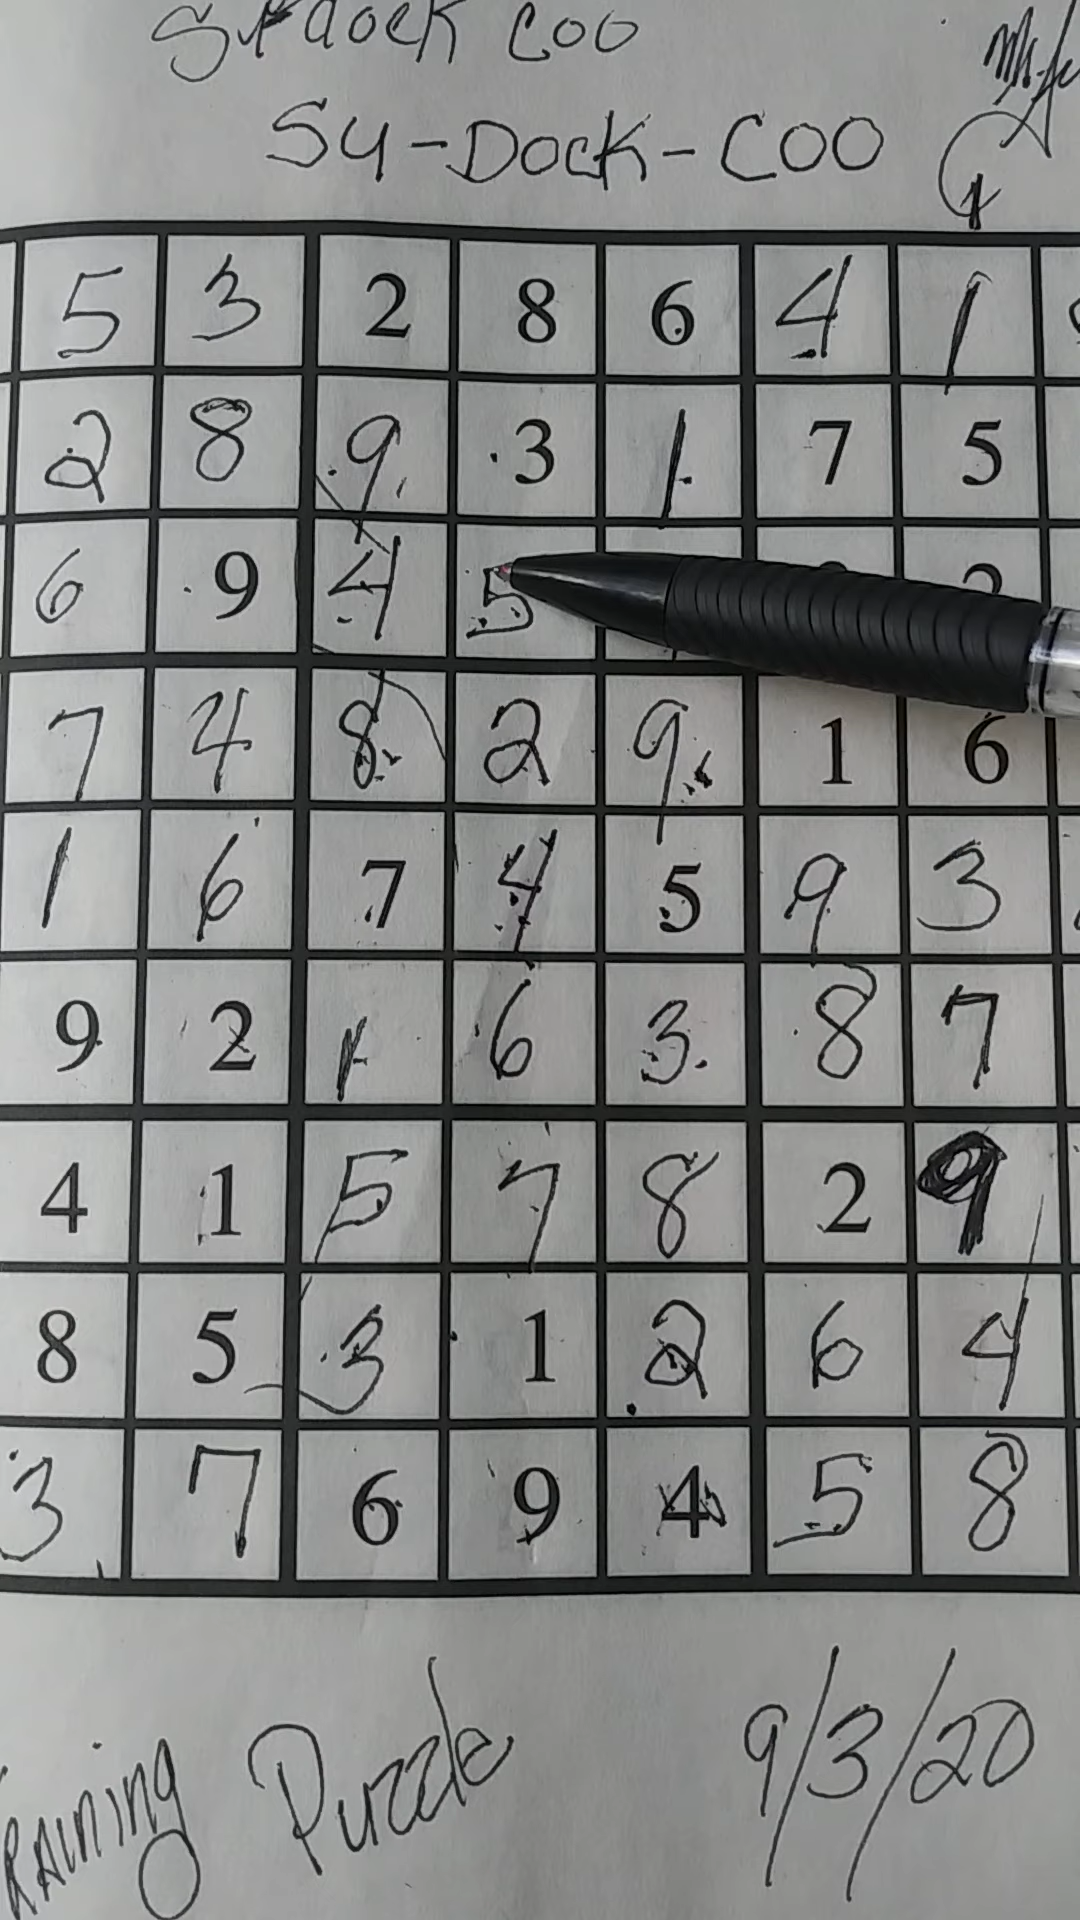 Coo
SU-DOCK-COO
5 3 2 8 6 4 1
2 8 9 3 1 7 5
6 9 4 5
7 4 8 2 9 1 6
1 6 7 4 5 9 3
9 2 1 6 3 8 7
4 1 5 7 8 2 9
8 5 3 1 2 6 4
3 7 6 9 4 5 8
Puzzle 9/3/20